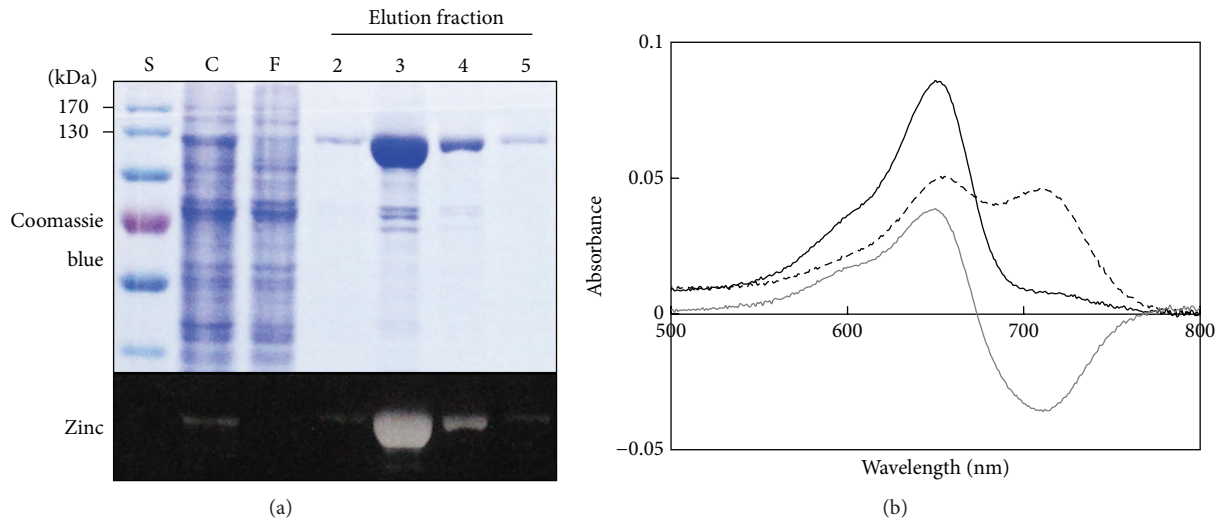 Elution fraction
S C F 2 3 4 5
(kDa)
170
130
Coomassie
blue
Zinc
(a)
0.1
0.05
0
−0.05
500 600 700 800
Absorbance
Wavelength (nm)
(b)